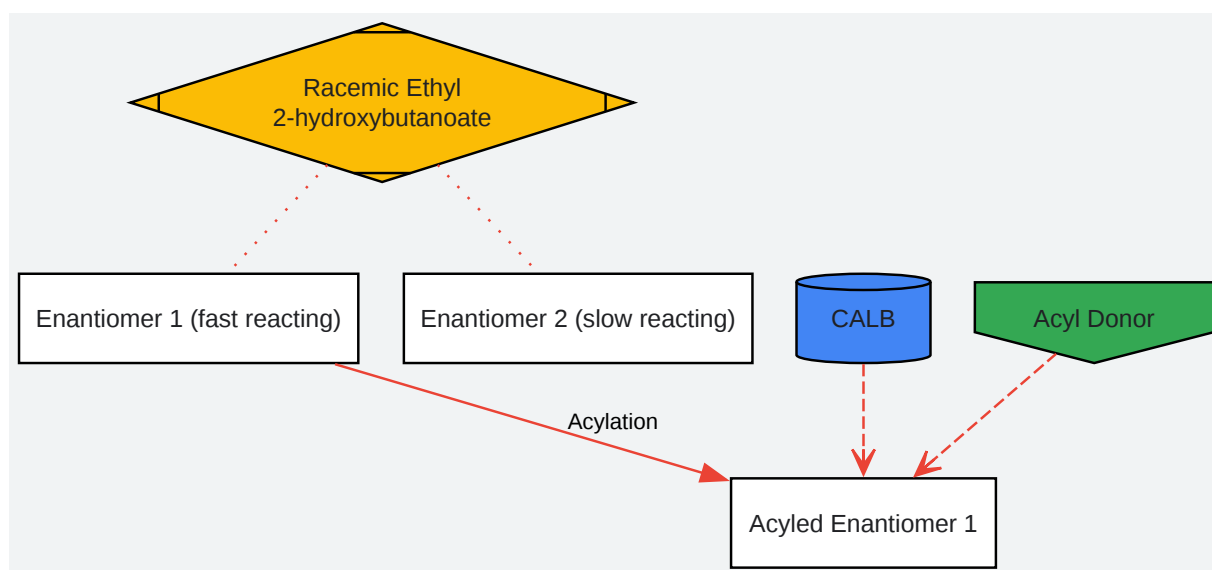 Racemic Ethyl
2-hydroxybutanoate
Enantiomer 1 (fast reacting)
Enantiomer 2 (slow reacting)
CALB
Acyl Donor
Acylation
Acyled Enantiomer 1